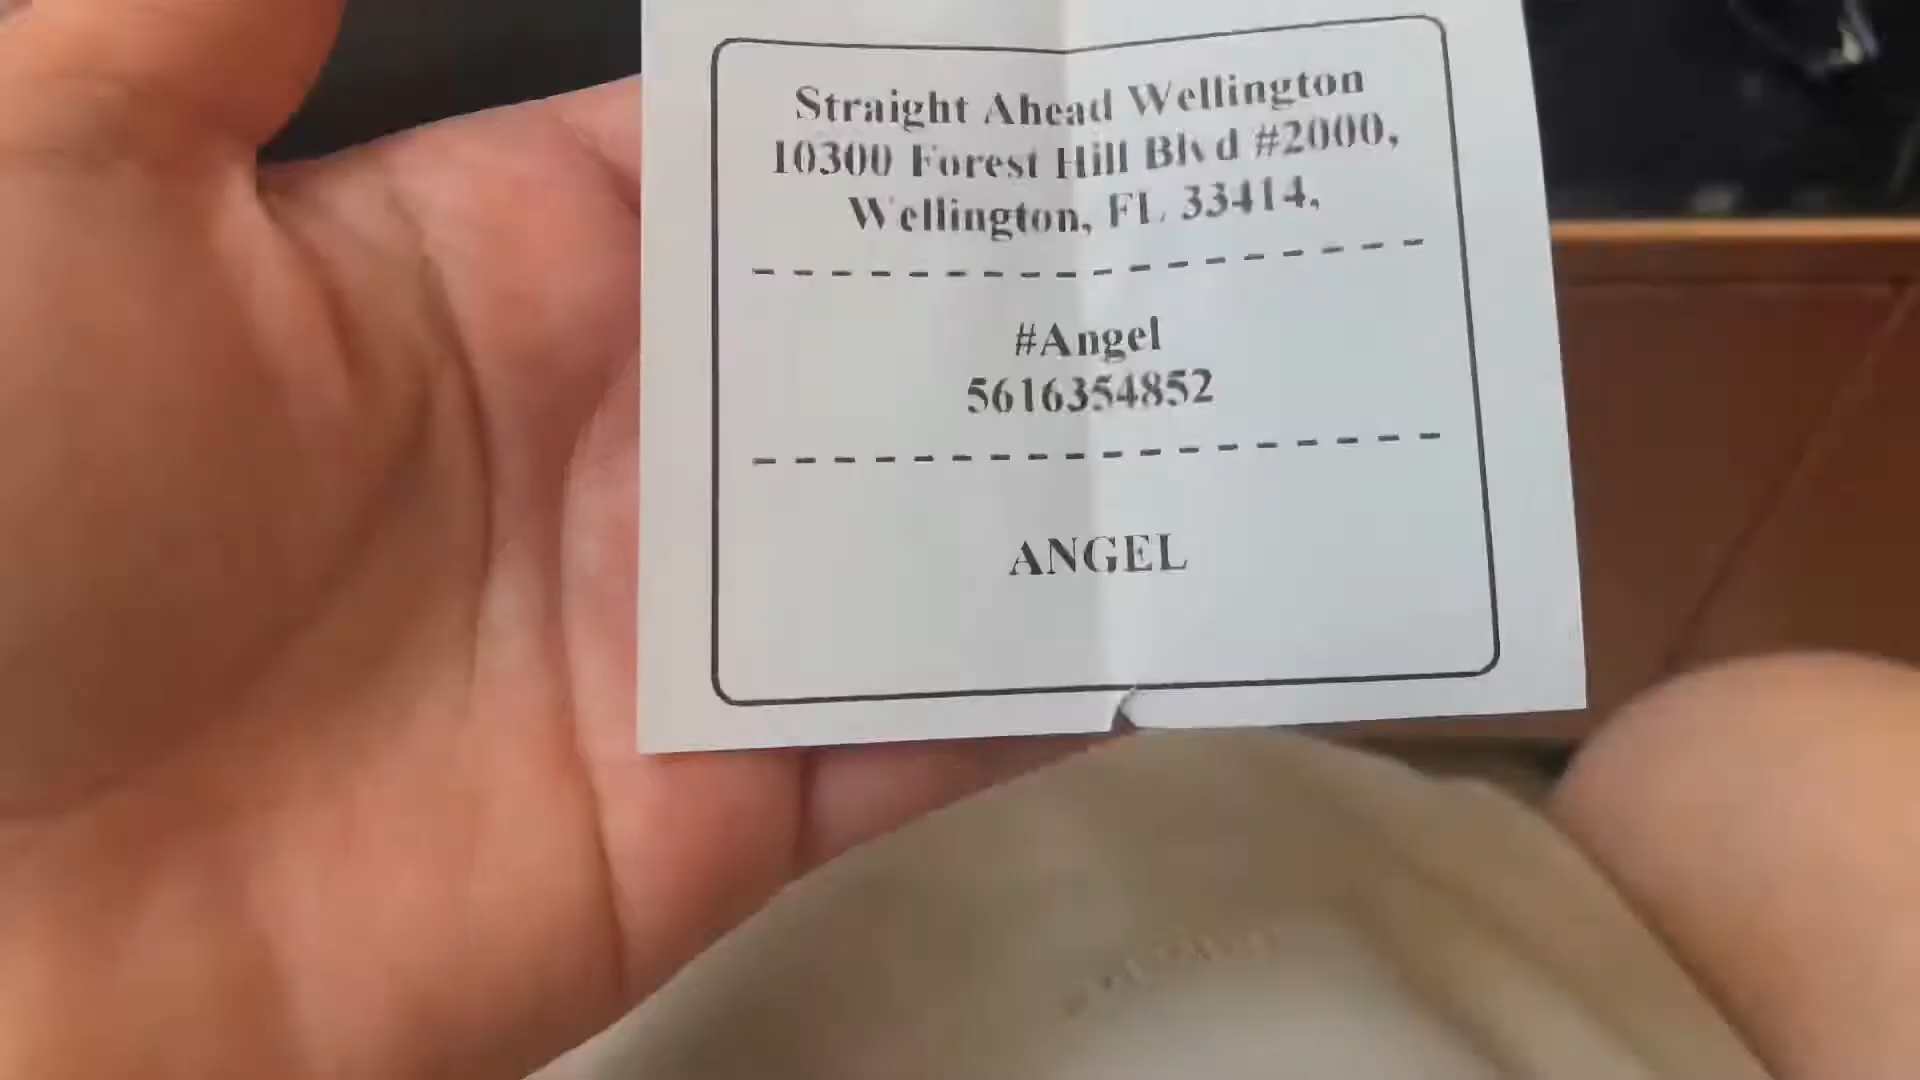 Straight Ahead Wellington
10300 Forest Hill Blvd #2000,
Wellington, FL 33414,
#Angel
5616354852
ANGEL